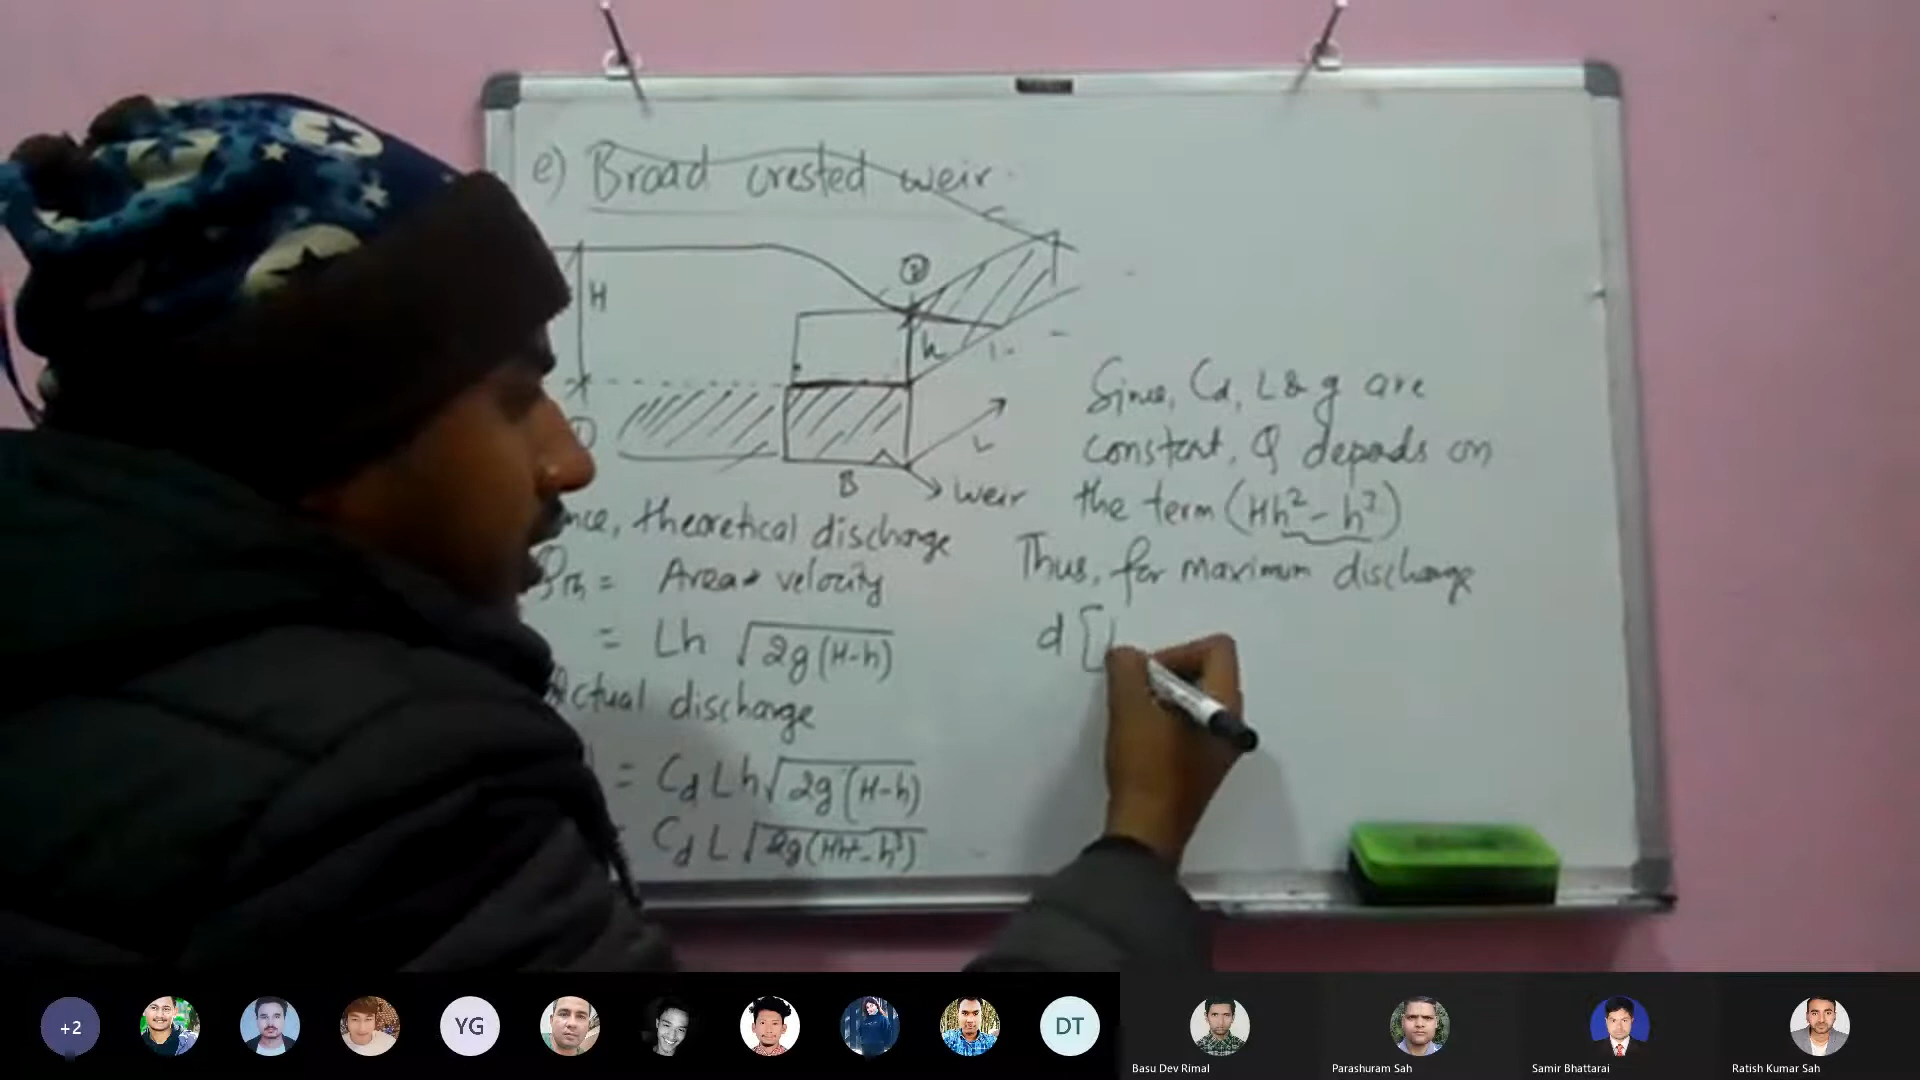 e) Broad crested weir
H
②
h
L
B
weir
theoretical discharge
= Area * velocity
= Lh √2g(H-h)
Actual discharge
= Cd Lh √2g(H-h)
= Cd L √2g(Hh²-h³)
Since, Cd, L & g are
constant, Q depends on
the term (Hh²-h³)
Thus, for maximum discharge
d [
+2
YG
DT
Basu Dev Rimal
Parashuram Sah
Samir Bhattarai
Ratish Kumar Sah